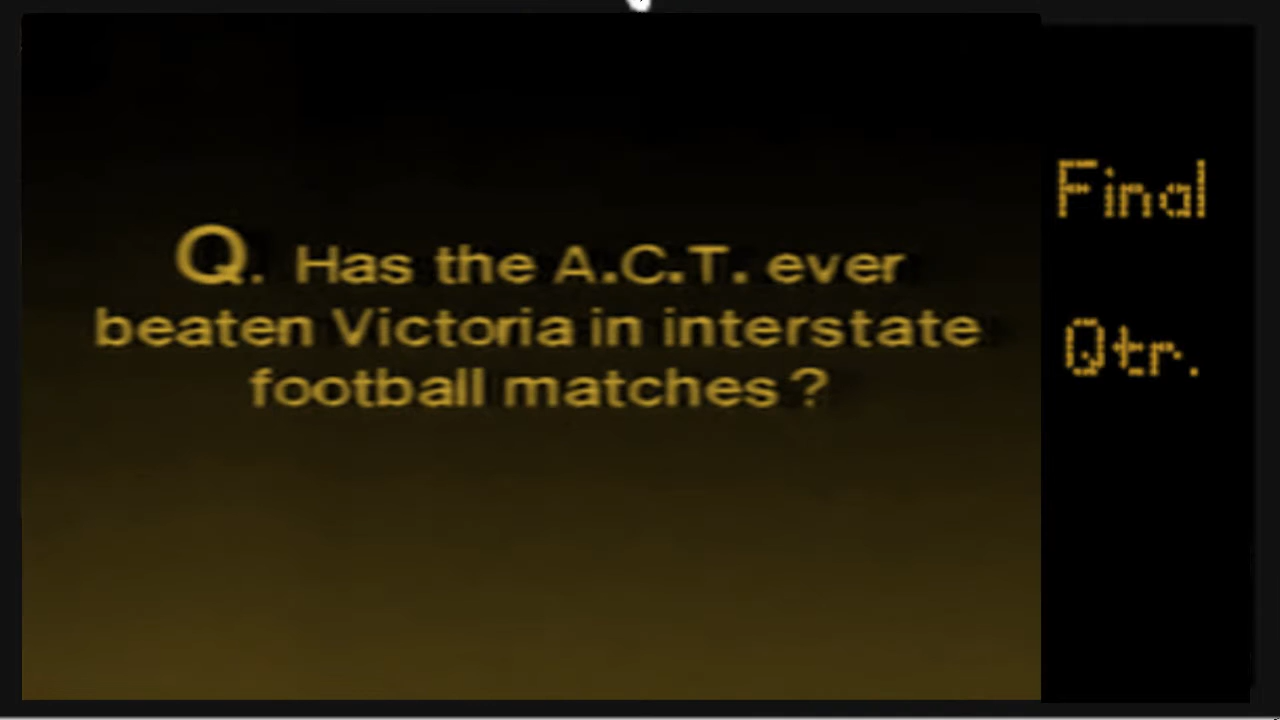 Q. Has the A.C.T. ever
beaten Victoria in interstate
football matches ?
Final
Qtr.